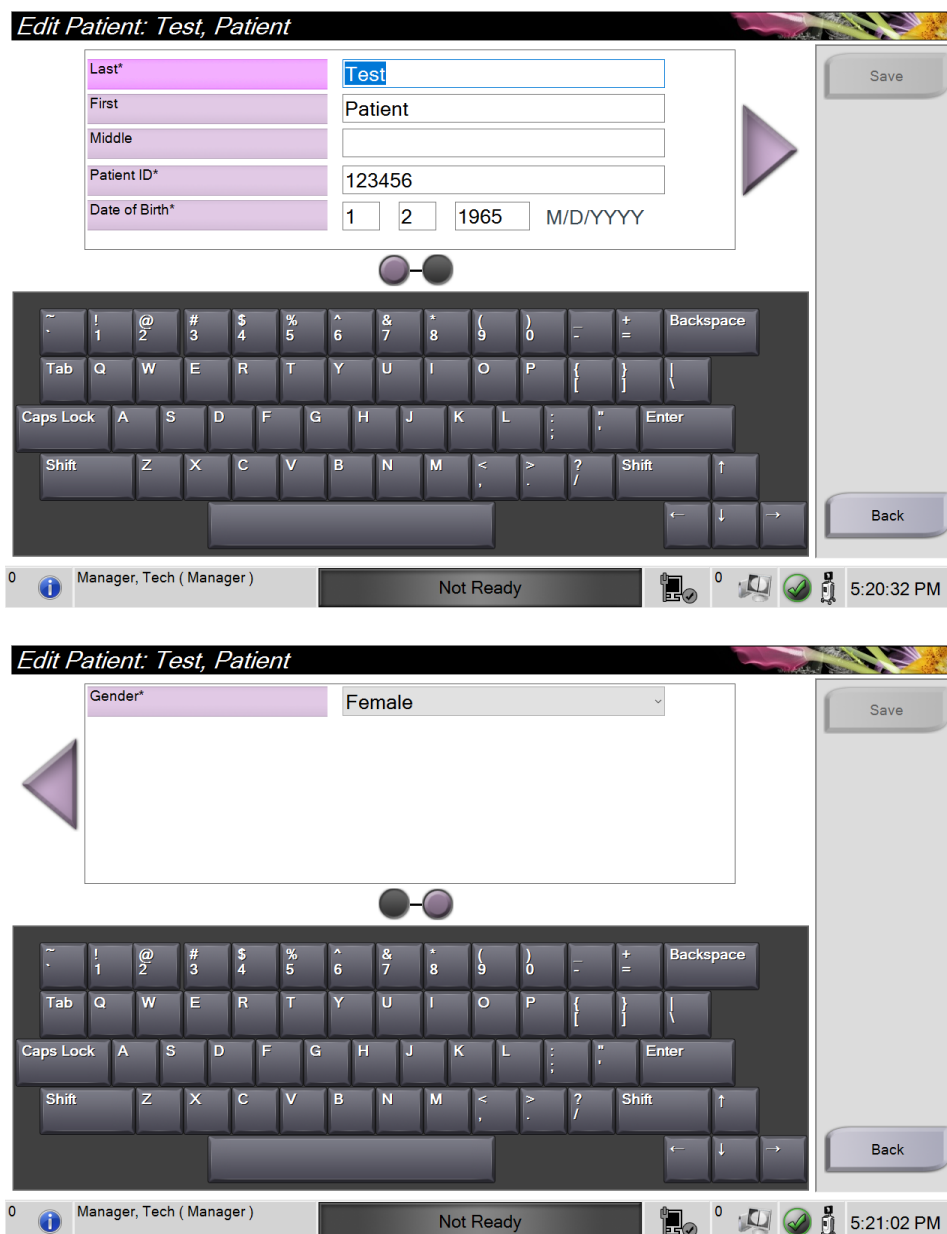 Edit Patient: Test, Patient
Last* Test
First Patient
Middle
Patient ID* 123456
Date of Birth* 1 2 1965 M/D/YYYY
Save
~ ! @ # $ % ^ & * ( ) _ + Backspace
` 1 2 3 4 5 6 7 8 9 0 - =
Tab Q W E R T Y U I O P { } |
[ ] \
Caps Lock A S D F G H J K L : " Enter
; '
Shift Z X C V B N M < > ? Shift ↑
, . /
← ↓ →
Back
0 Manager, Tech ( Manager ) Not Ready 0 5:20:32 PM
Edit Patient: Test, Patient
Gender* Female
Save
~ ! @ # $ % ^ & * ( ) _ + Backspace
` 1 2 3 4 5 6 7 8 9 0 - =
Tab Q W E R T Y U I O P { } |
[ ] \
Caps Lock A S D F G H J K L : " Enter
; '
Shift Z X C V B N M < > ? Shift ↑
, . /
← ↓ →
Back
0 Manager, Tech ( Manager ) Not Ready 0 5:21:02 PM